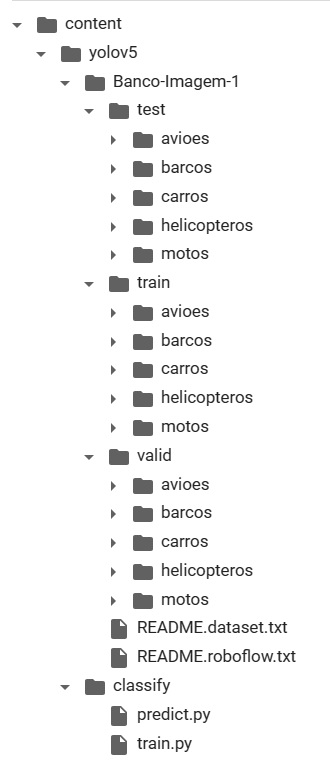 content
yolov5
Banco-Imagem-1
test
avioes
barcos
carros
helicopteros
motos
train
avioes
barcos
carros
helicopteros
motos
valid
avioes
barcos
carros
helicopteros
motos
README.dataset.txt
README.roboflow.txt
classify
predict.py
train.py